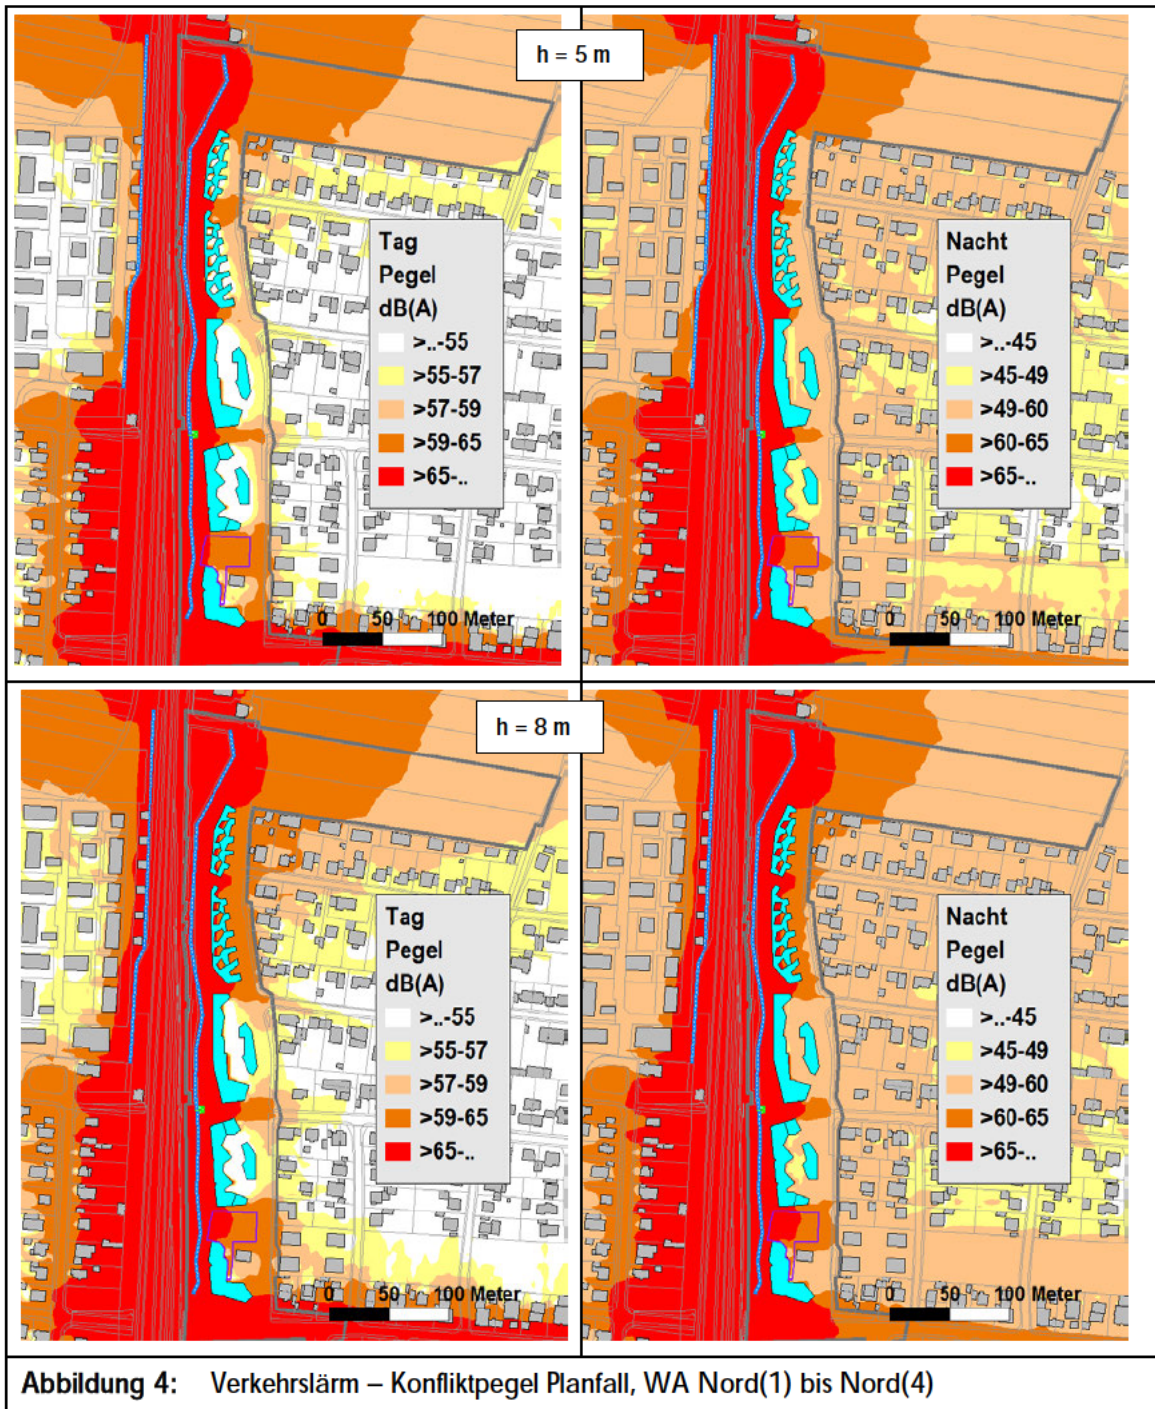 h = 5 m
Tag
Pegel
dB(A)
>..-55
>55-57
>57-59
>59-65
>65-..
0 50 100 Meter
Nacht
Pegel
dB(A)
>..-45
>45-49
>49-60
>60-65
>65-..
0 50 100 Meter
h = 8 m
Tag
Pegel
dB(A)
>..-55
>55-57
>57-59
>59-65
>65-..
0 50 100 Meter
Nacht
Pegel
dB(A)
>..-45
>45-49
>49-60
>60-65
>65-..
0 50 100 Meter
Abbildung 4: Verkehrslärm – Konfliktpegel Planfall, WA Nord(1) bis Nord(4)